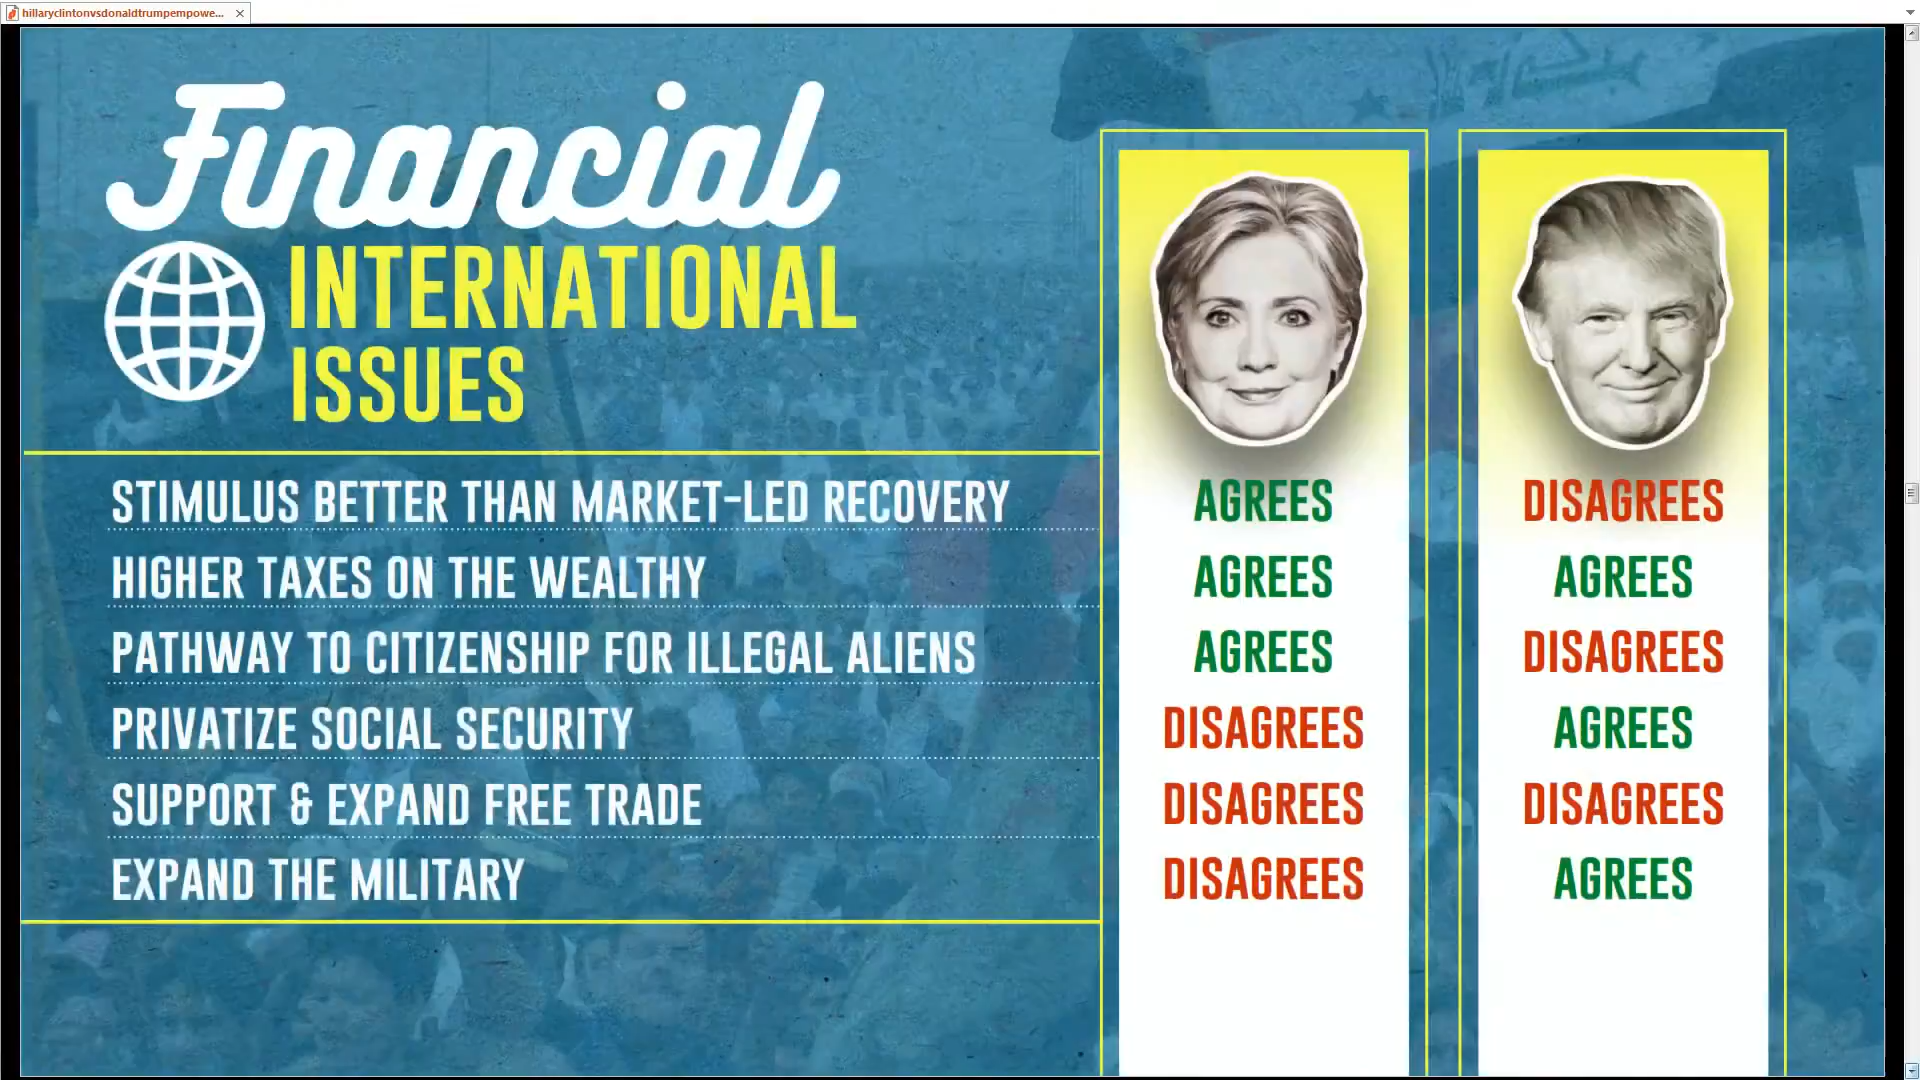 hillaryclintonvsdonaldtrumpempowe...
Financial
INTERNATIONAL
ISSUES
STIMULUS BETTER THAN MARKET-LED RECOVERY AGREES DISAGREES
HIGHER TAXES ON THE WEALTHY AGREES AGREES
PATHWAY TO CITIZENSHIP FOR ILLEGAL ALIENS AGREES DISAGREES
PRIVATIZE SOCIAL SECURITY DISAGREES AGREES
SUPPORT & EXPAND FREE TRADE DISAGREES DISAGREES
EXPAND THE MILITARY DISAGREES AGREES